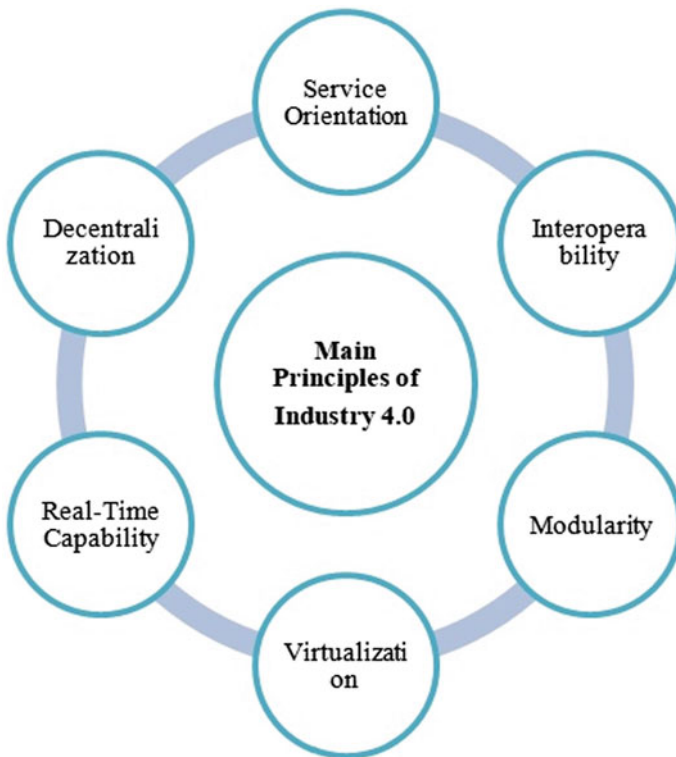 Service
Orientation
Interopera
bility
Modularity
Virtualizati
on
Real-Time
Capability
Decentrali
zation
Main
Principles of
Industry 4.0